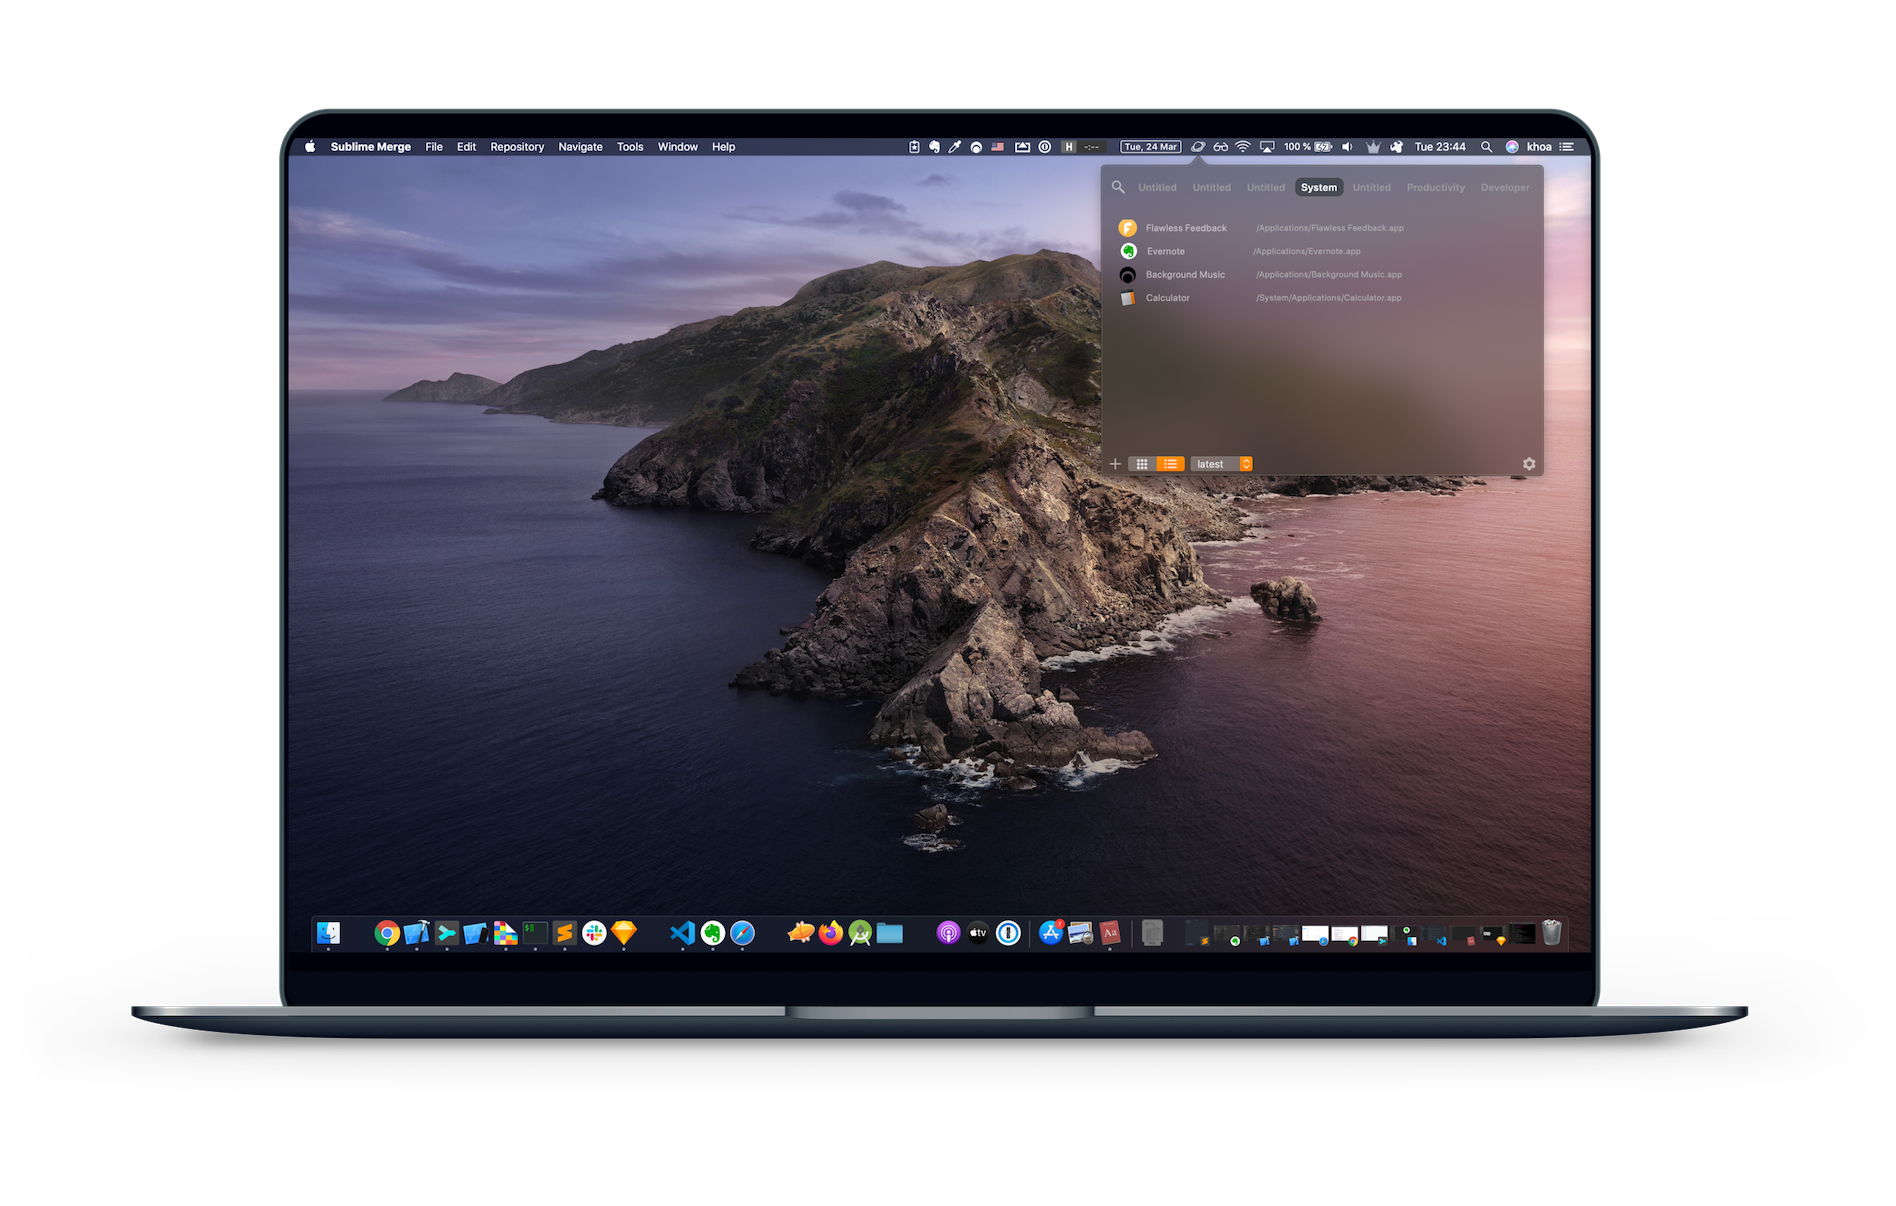 Sublime Merge File Edit Repository Navigate Tools Window Help H -:-- Tue, 24 Mar 100 % Tue 23:44 khoa
Untitled Untitled Untitled System Untitled Productivity Developer
Flawless Feedback /Applications/Flawless Feedback.app
Evernote /Applications/Evernote.app
Background Music /Applications/Background Music.app
Calculator /System/Applications/Calculator.app
latest
tv Aa